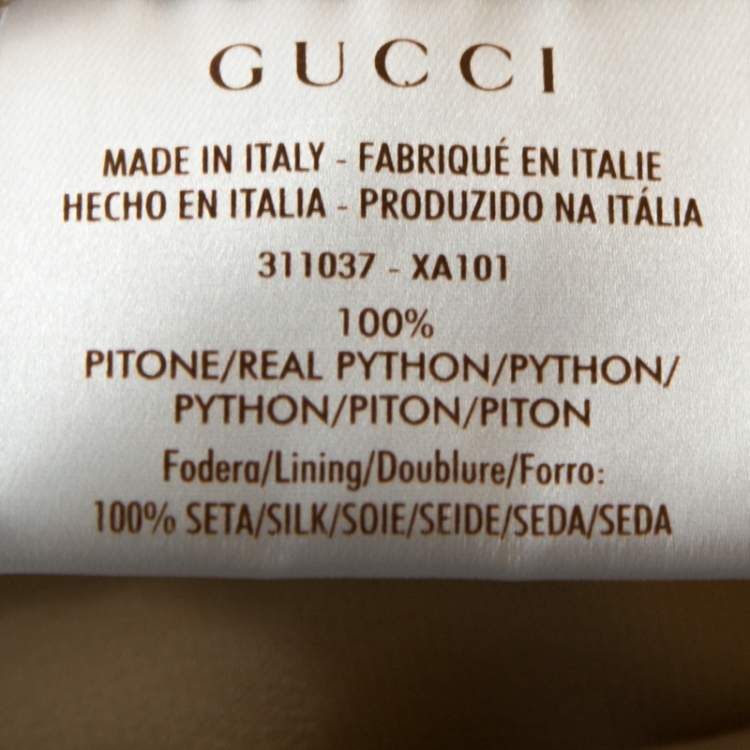 GUCCI
MADE IN ITALY - FABRIQUÉ EN ITALIE
HECHO EN ITALIA - PRODUZIDO NA ITÁLIA
311037 - XA101
100%
PITONE/REAL PYTHON/PYTHON/
PYTHON/PITON/PITON
Fodera/Lining/Doublure/Forro:
100% SETA/SILK/SOIE/SEIDE/SEDA/SEDA